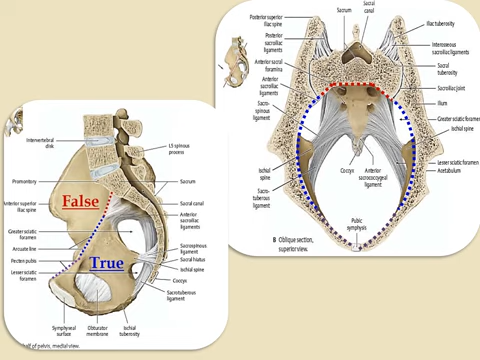 Sacral
canal
Sacrum
Posterior superior
iliac spine
Posterior
sacroiliac
ligaments
Anterior sacral
foramina
Anterior
sacroiliac
ligaments
Sacro-
spinous
ligament
Ischial
spine
Sacro-
tuberous
ligament
Iliac tuberosity
Interosseous
sacroiliac ligaments
Sacral
tuberosity
Sacroiliac joint
Ilium
Greater sciatic foramen
Ischial spine
Lesser sciatic foramen
Acetabulum
Coccyx
Anterior
sacrococcygeal
ligament
Pubic
symphysis
B Oblique section,
superior view.
Intervertebral
disk
Promontory
Anterior superior
iliac spine
Greater sciatic
foramen
Arcuate line
Pecten pubis
Lesser sciatic
foramen
L5 spinous
process
Sacrum
Sacral canal
Anterior
sacroiliac
ligaments
Sacrospinous
ligament
Sacral hiatus
Ischial spine
Coccyx
Sacrotuberous
ligament
False
True
Symphyseal
surface
Obturator
membrane
Ischial
tuberosity
half of pelvis, medial view.